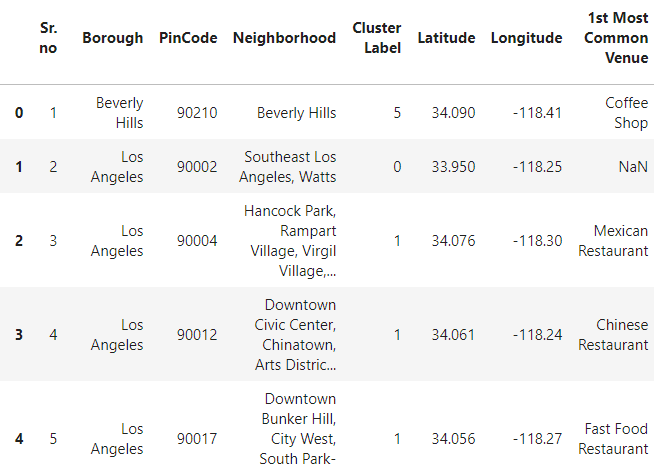 Sr. no Borough PinCode Neighborhood Cluster Label Latitude Longitude 1st Most Common Venue
0 1 Beverly Hills 90210 Beverly Hills 5 34.090 -118.41 Coffee Shop
1 2 Los Angeles 90002 Southeast Los Angeles, Watts 0 33.950 -118.25 NaN
2 3 Los Angeles 90004 Hancock Park, Rampart Village, Virgil Village,... 1 34.076 -118.30 Mexican Restaurant
3 4 Los Angeles 90012 Downtown Civic Center, Chinatown, Arts Distric... 1 34.061 -118.24 Chinese Restaurant
4 5 Los Angeles 90017 Downtown Bunker Hill, City West, South Park- 1 34.056 -118.27 Fast Food Restaurant